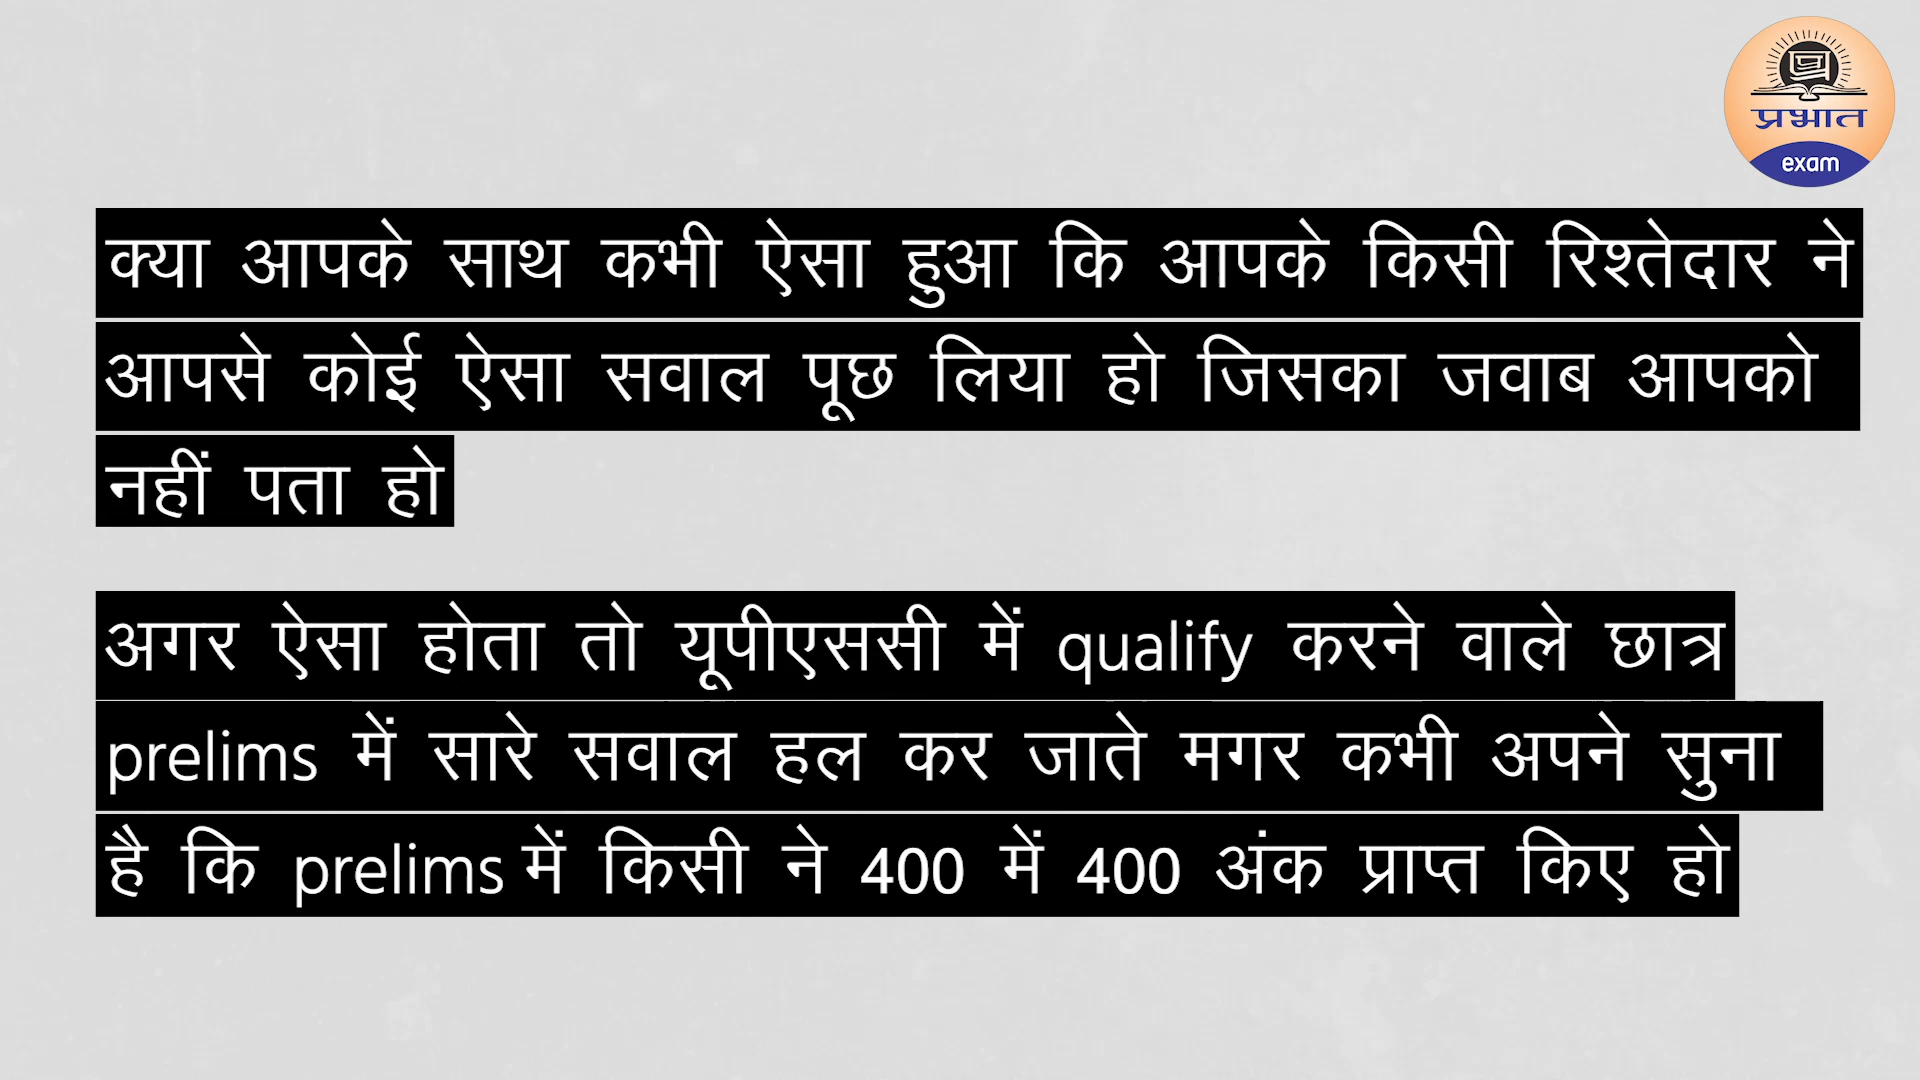 प्रभात
exam
क्या आपके साथ कभी ऐसा हुआ कि आपके किसी रिश्तेदार ने
आपसे कोई ऐसा सवाल पूछ लिया हो जिसका जवाब आपको
नहीं पता हो
अगर ऐसा होता तो यूपीएससी में qualify करने वाले छात्र
prelims में सारे सवाल हल कर जाते मगर कभी अपने सुना
है कि prelims में किसी ने 400 में 400 अंक प्राप्त किए हो